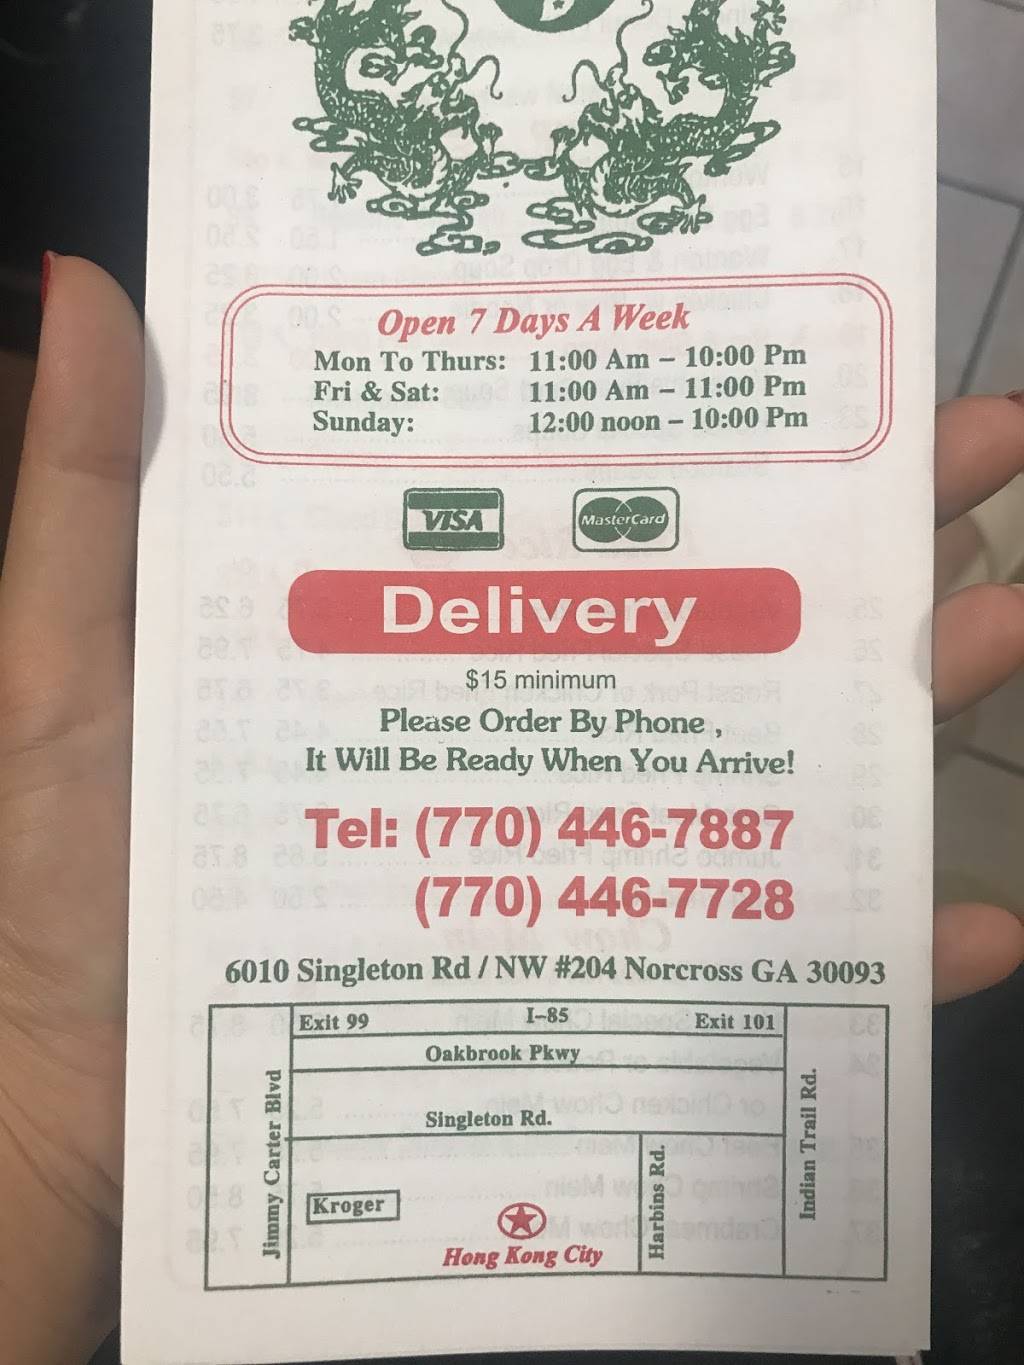 Open 7 Days A Week
Mon To Thurs: 11:00 Am – 10:00 Pm
Fri & Sat: 11:00 Am – 11:00 Pm
Sunday: 12:00 noon – 10:00 Pm
VISA MasterCard
Delivery
$15 minimum
Please Order By Phone ,
It Will Be Ready When You Arrive!
Tel: (770) 446-7887
(770) 446-7728
6010 Singleton Rd / NW #204 Norcross GA 30093
Exit 99 I–85 Exit 101
Oakbrook Pkwy
Jimmy Carter Blvd
Singleton Rd.
Indian Trail Rd.
Harbins Rd.
Kroger
Hong Kong City